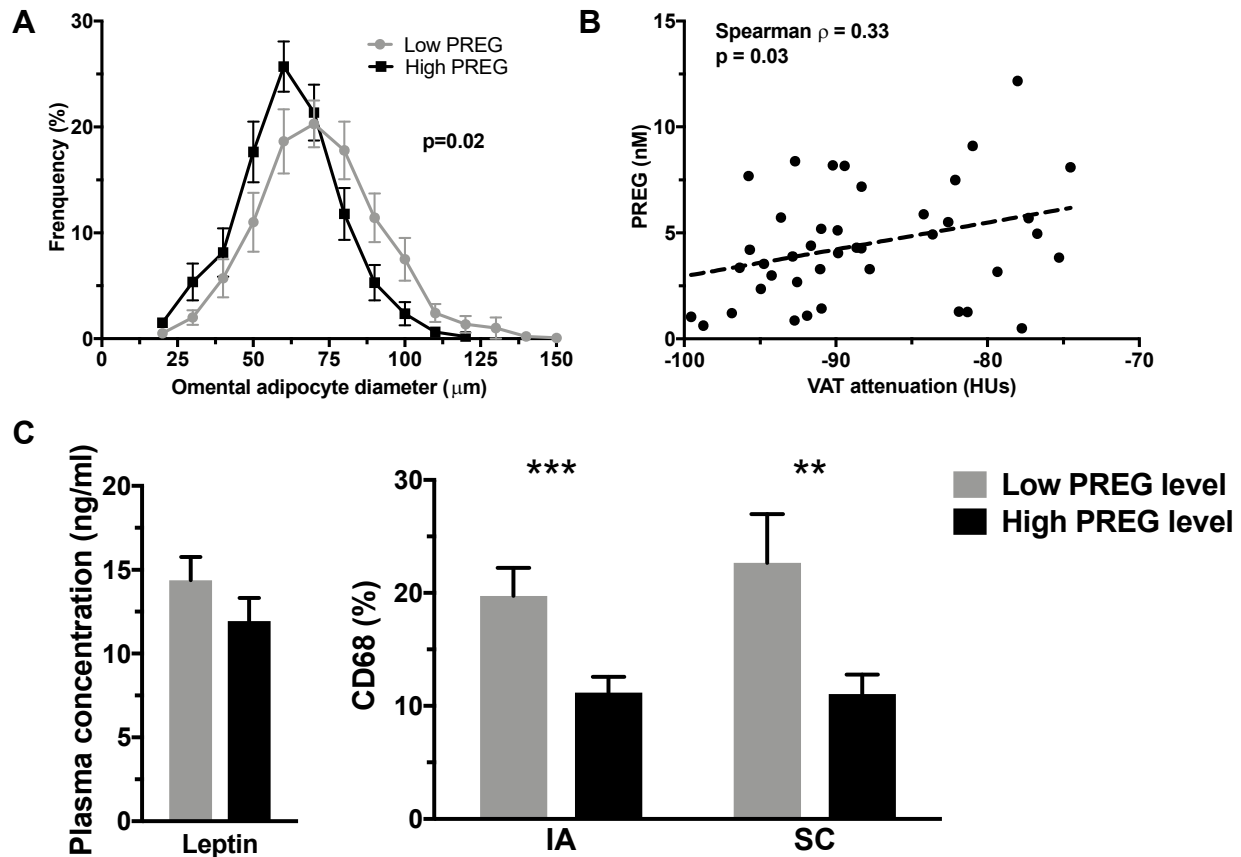 A
30
20
10
0
Frenquency (%)
0
25
50
75
100
125
150
Omental adipocyte diameter (μm)
Low PREG
High PREG
p=0.02
B
Spearman ρ = 0.33
p = 0.03
15
10
5
0
PREG (nM)
-100
-90
-80
-70
VAT attenuation (HUs)
C
Plasma concentration (ng/ml)
20
15
10
5
0
Leptin
CD68 (%)
30
20
10
0
***
**
IA
SC
Low PREG level
High PREG level